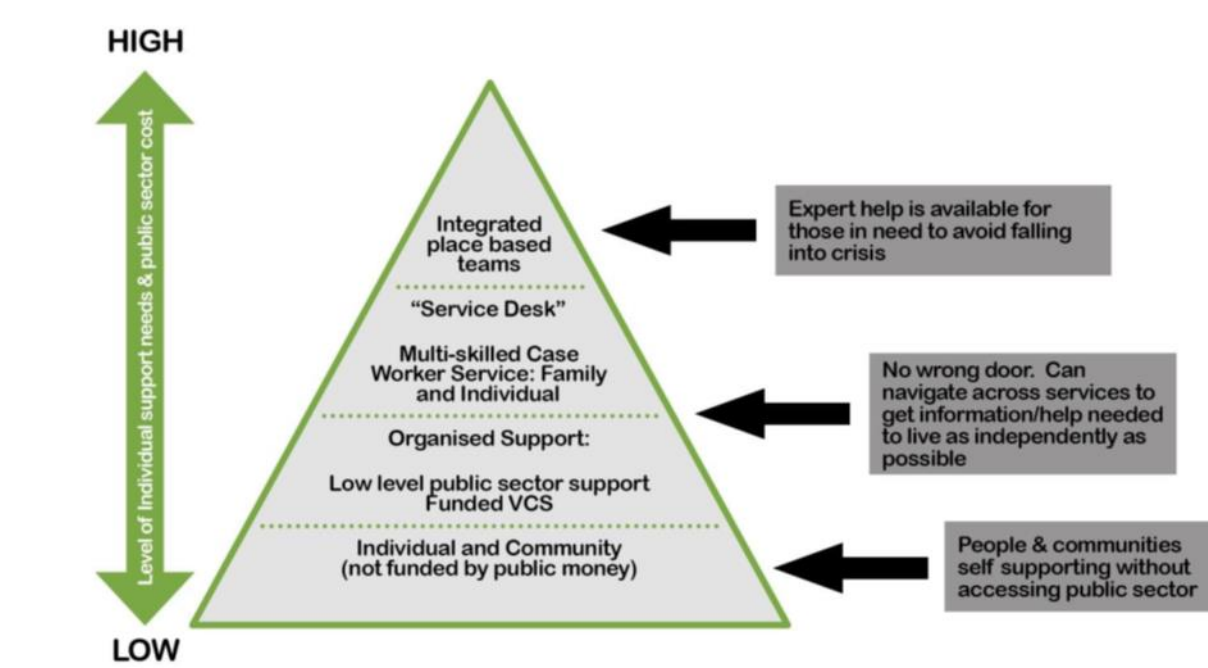 HIGH
Level of Individual support needs & public sector cost
LOW
Integrated
place based
teams
“Service Desk”
Multi-skilled Case
Worker Service: Family
and Individual
Organised Support:
Low level public sector support
Funded VCS
Individual and Community
(not funded by public money)
Expert help is available for
those in need to avoid falling
into crisis
No wrong door. Can
navigate across services to
get information/help needed
to live as independently as
possible
People & communities
self supporting without
accessing public sector